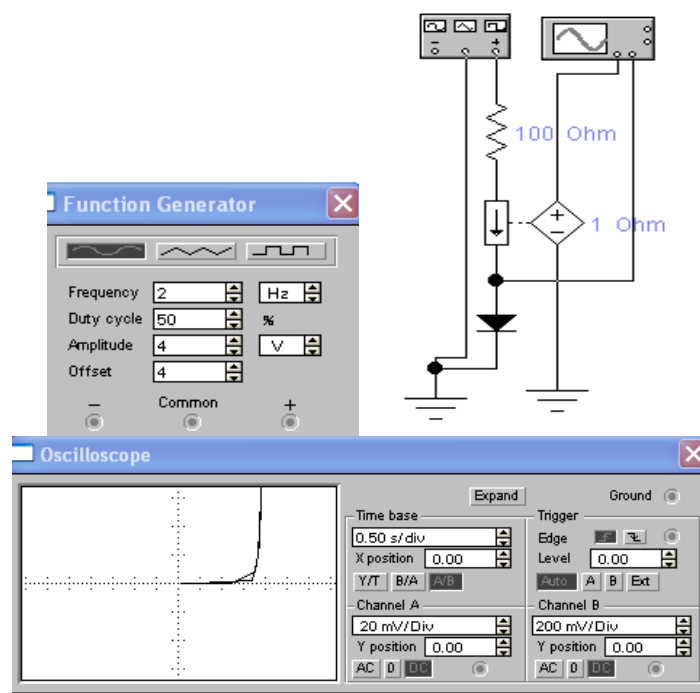 − +
100 Ohm
+
−
1 Ohm
Function Generator
Frequency 2 Hz
Duty cycle 50 %
Amplitude 4 V
Offset 4
− Common +
Oscilloscope
Expand Ground
Time base Trigger
0.50 s/div Edge
X position 0.00 Level 0.00
Y/T B/A A/B Auto A B Ext
Channel A Channel B
20 mV/Div 200 mV/Div
Y position 0.00 Y position 0.00
AC 0 DC AC 0 DC